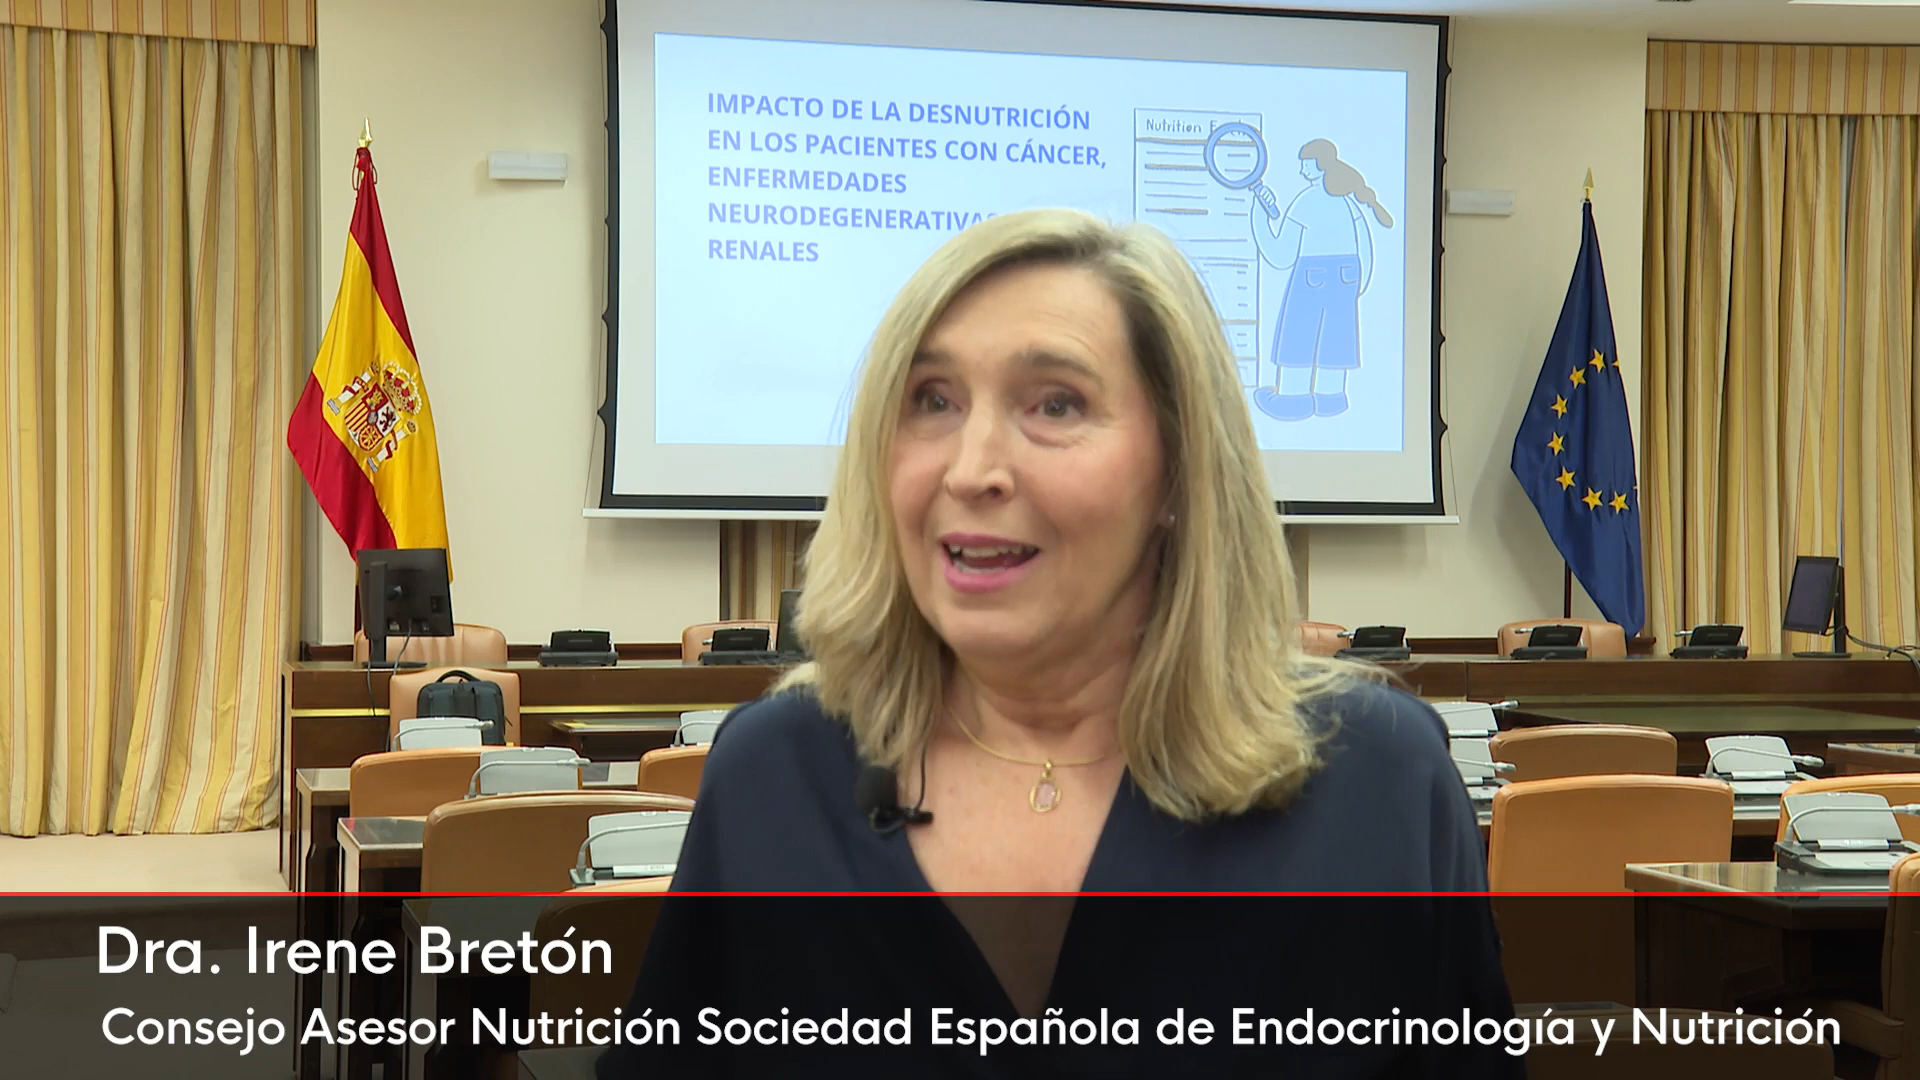 IMPACTO DE LA DESNUTRICIÓN
EN LOS PACIENTES CON CÁNCER,
ENFERMEDADES
NEURODEGENERATIVAS
RENALES
Nutrition
Dra. Irene Bretón
Consejo Asesor Nutrición Sociedad Española de Endocrinología y Nutrición